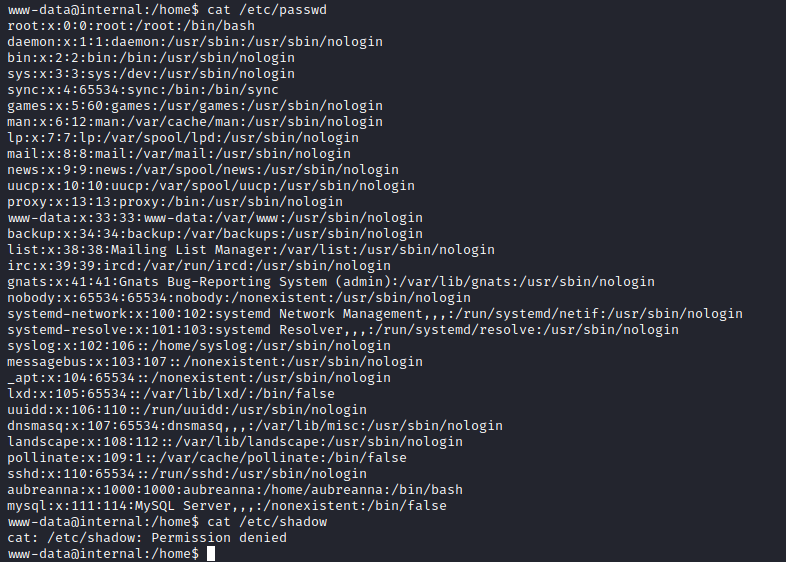 www-data@internal:/home$ cat /etc/passwd
root:x:0:0:root:/root:/bin/bash
daemon:x:1:1:daemon:/usr/sbin:/usr/sbin/nologin
bin:x:2:2:bin:/bin:/usr/sbin/nologin
sys:x:3:3:sys:/dev:/usr/sbin/nologin
sync:x:4:65534:sync:/bin:/bin/sync
games:x:5:60:games:/usr/games:/usr/sbin/nologin
man:x:6:12:man:/var/cache/man:/usr/sbin/nologin
lp:x:7:7:lp:/var/spool/lpd:/usr/sbin/nologin
mail:x:8:8:mail:/var/mail:/usr/sbin/nologin
news:x:9:9:news:/var/spool/news:/usr/sbin/nologin
uucp:x:10:10:uucp:/var/spool/uucp:/usr/sbin/nologin
proxy:x:13:13:proxy:/bin:/usr/sbin/nologin
www-data:x:33:33:www-data:/var/www:/usr/sbin/nologin
backup:x:34:34:backup:/var/backups:/usr/sbin/nologin
list:x:38:38:Mailing List Manager:/var/list:/usr/sbin/nologin
irc:x:39:39:ircd:/var/run/ircd:/usr/sbin/nologin
gnats:x:41:41:Gnats Bug-Reporting System (admin):/var/lib/gnats:/usr/sbin/nologin
nobody:x:65534:65534:nobody:/nonexistent:/usr/sbin/nologin
systemd-network:x:100:102:systemd Network Management,,,:/run/systemd/netif:/usr/sbin/nologin
systemd-resolve:x:101:103:systemd Resolver,,,:/run/systemd/resolve:/usr/sbin/nologin
syslog:x:102:106::/home/syslog:/usr/sbin/nologin
messagebus:x:103:107::/nonexistent:/usr/sbin/nologin
_apt:x:104:65534::/nonexistent:/usr/sbin/nologin
lxd:x:105:65534::/var/lib/lxd/:/bin/false
uuidd:x:106:110::/run/uuidd:/usr/sbin/nologin
dnsmasq:x:107:65534:dnsmasq,,,:/var/lib/misc:/usr/sbin/nologin
landscape:x:108:112::/var/lib/landscape:/usr/sbin/nologin
pollinate:x:109:1::/var/cache/pollinate:/bin/false
sshd:x:110:65534::/run/sshd:/usr/sbin/nologin
aubreanna:x:1000:1000:aubreanna:/home/aubreanna:/bin/bash
mysql:x:111:114:MySQL Server,,,:/nonexistent:/bin/false
www-data@internal:/home$ cat /etc/shadow
cat: /etc/shadow: Permission denied
www-data@internal:/home$